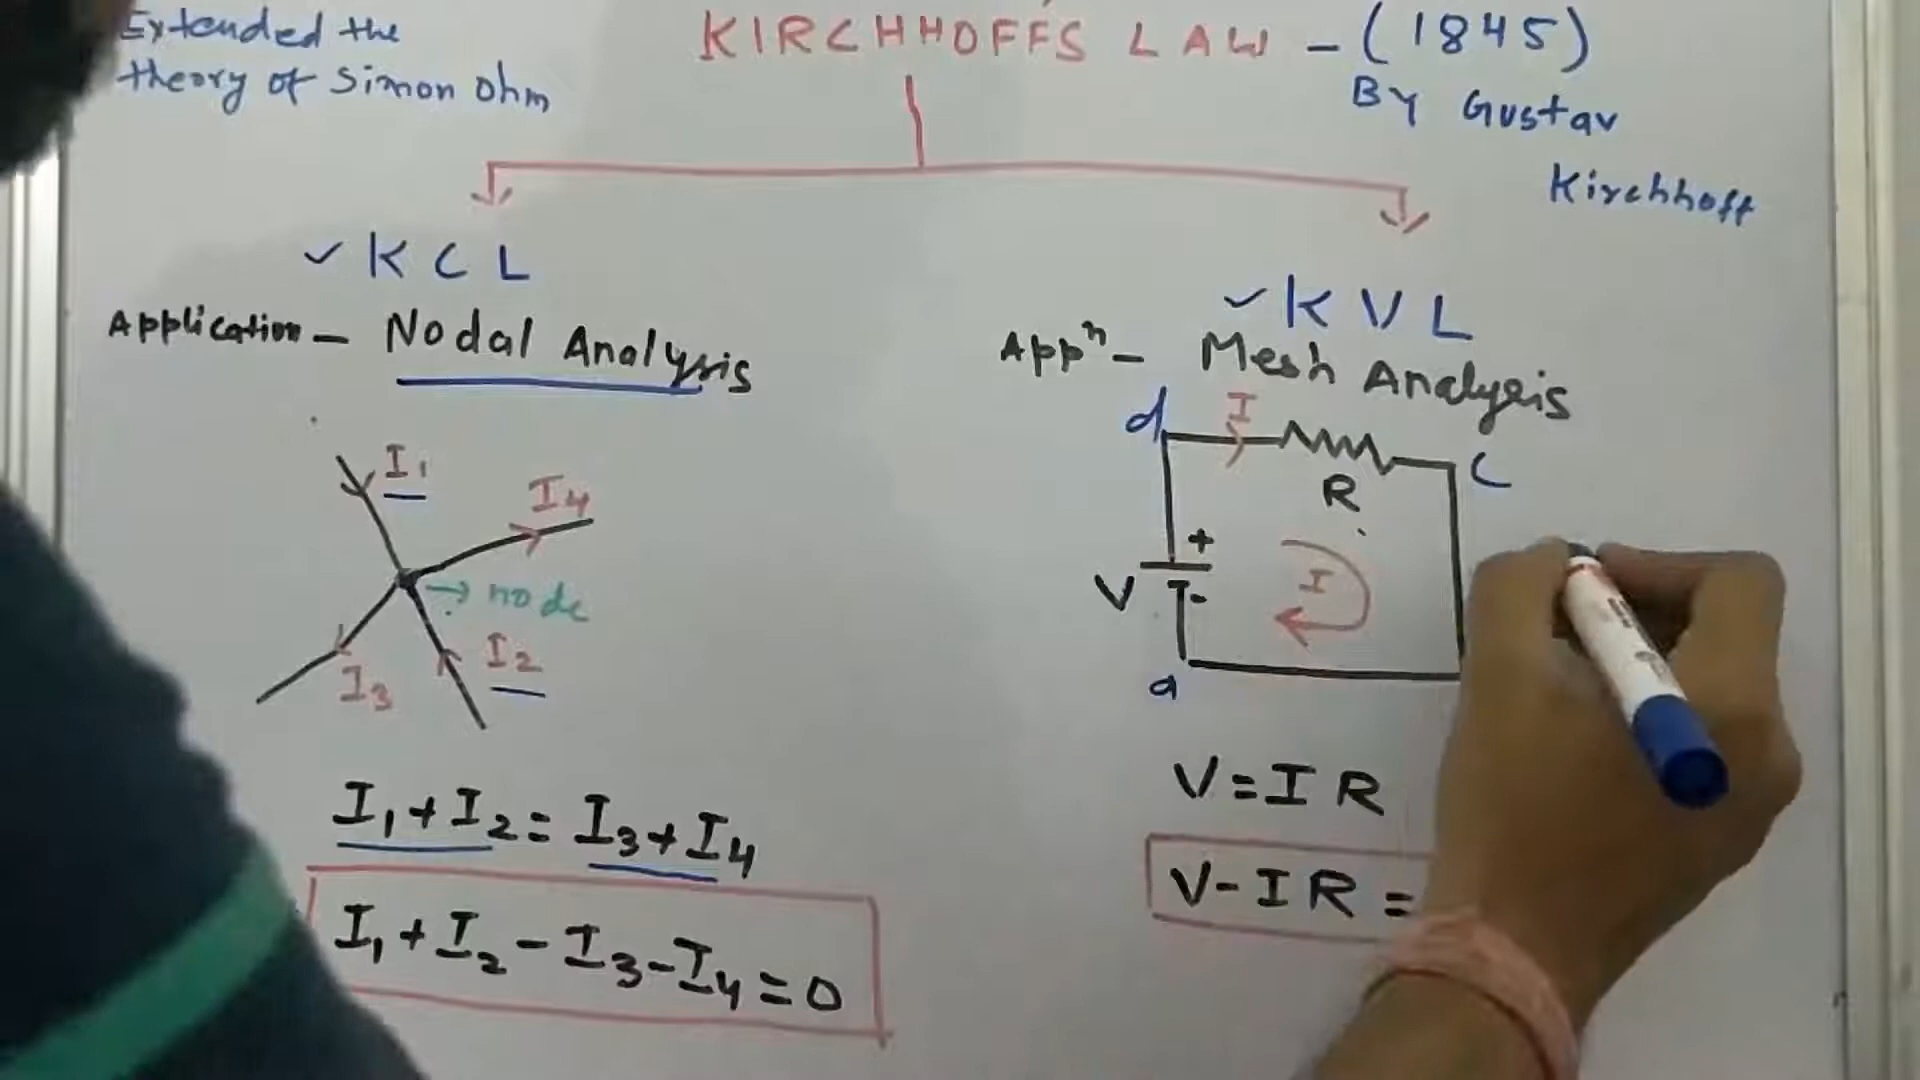 Extended the
theory of Simon Ohm
KIRCHHOFF'S LAW - (1845)
By Gustav
Kirchhoff
✓ KCL
Application - Nodal Analysis
I₁
I₄
→ node
I₂
I₃
I₁ + I₂ = I₃ + I₄
I₁ + I₂ - I₃ - I₄ = 0
✓ KVL
Appⁿ - Mesh Analysis
d
I
C
R
+
V
-
I
a
V = IR
V - IR =